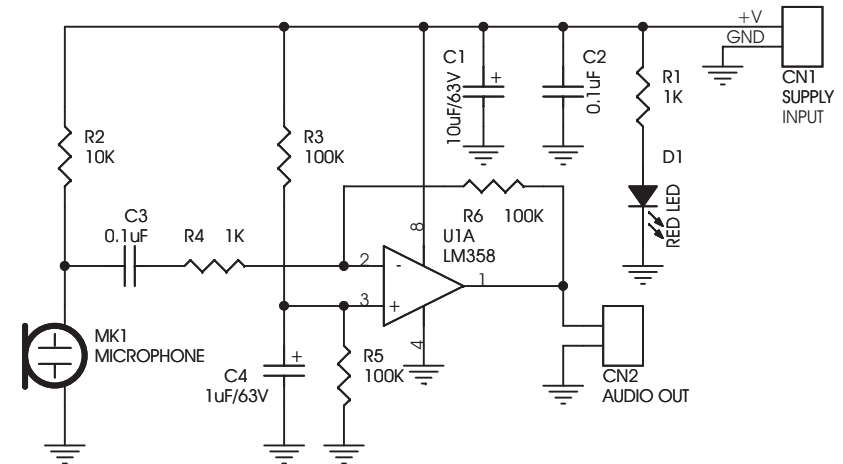 +V
GND
CN1
SUPPLY
INPUT
C1
10uF/63V
+
C2
0.1uF
R1
1K
R2
10K
R3
100K
D1
RED LED
C3
0.1uF
R4 1K
R6 100K
8
U1A
LM358
2
-
1
3
+
4
MK1
MICROPHONE
C4
1uF/63V
+
R5
100K
CN2
AUDIO OUT